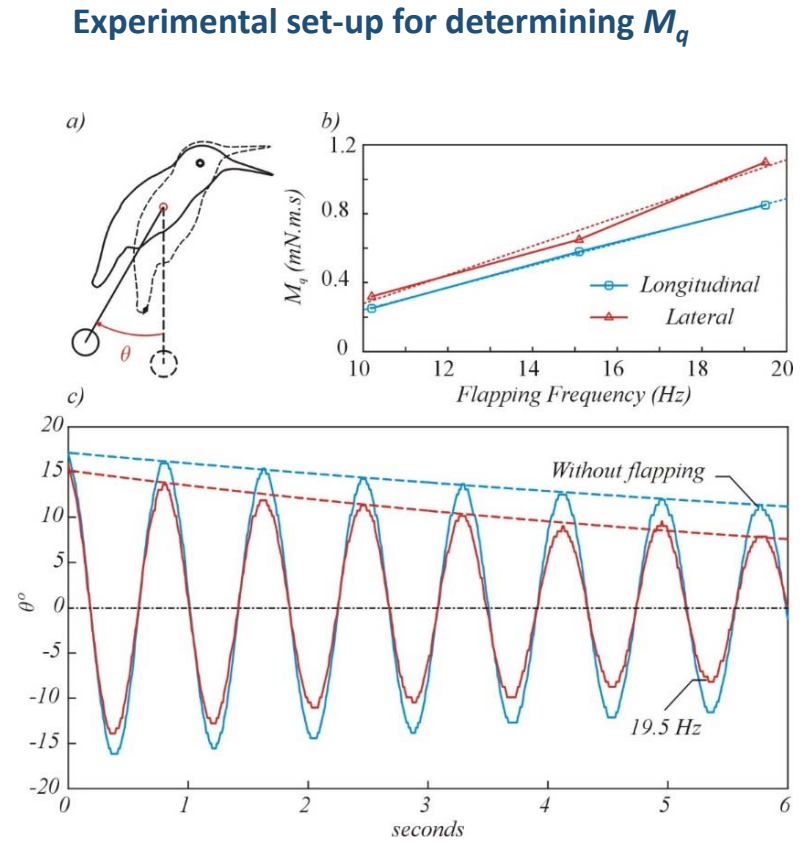 Experimental set-up for determining Mq
a)
θ
b)
1.2
0.8
0.4
0
Mq (mN.m.s)
Longitudinal
Lateral
10 12 14 16 18 20
Flapping Frequency (Hz)
c)
20
15
10
5
0
-5
-10
-15
-20
θº
Without flapping
19.5 Hz
0 1 2 3 4 5 6
seconds